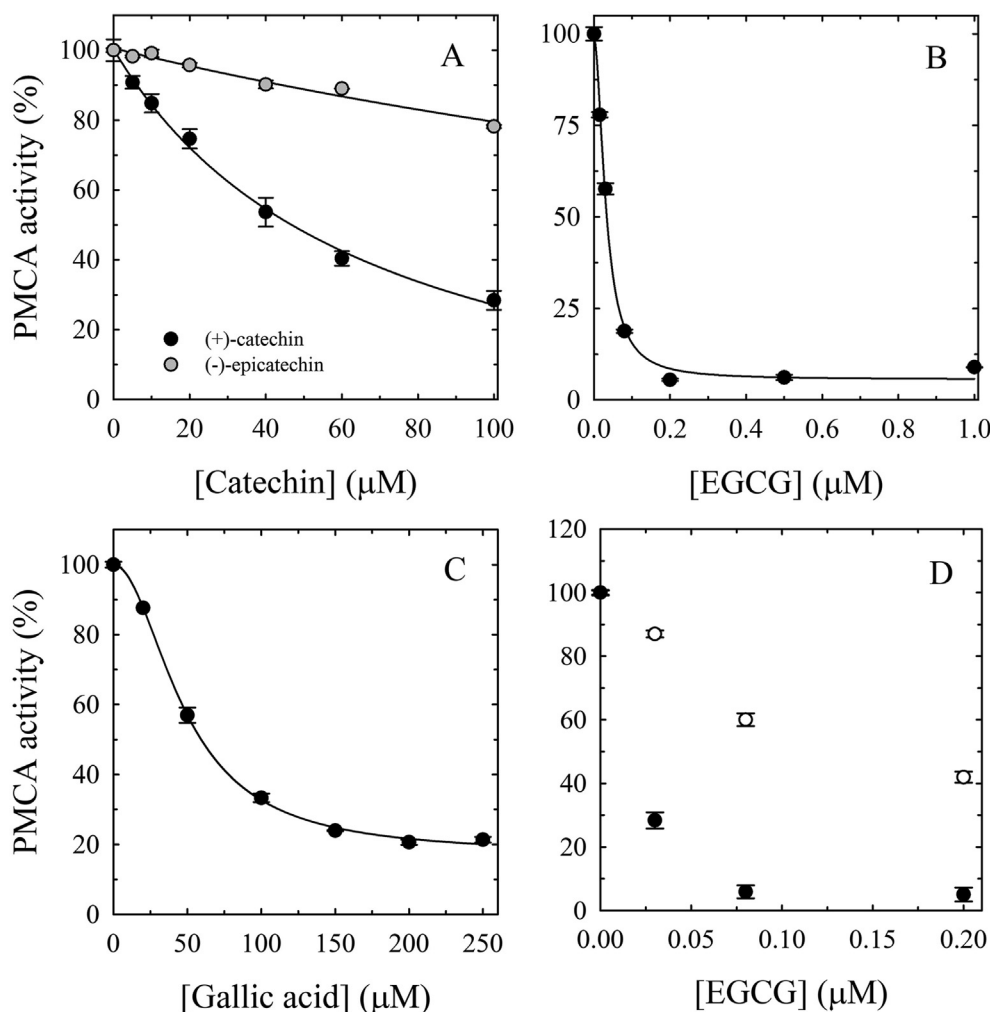 A
PMCA activity (%)
100
80
60
40
20
0
(+)-catechin
(-)-epicatechin
0 20 40 60 80 100
[Catechin] (μM)
B
100
75
50
25
0
0.0 0.2 0.4 0.6 0.8 1.0
[EGCG] (μM)
C
PMCA activity (%)
100
80
60
40
20
0
0 50 100 150 200 250
[Gallic acid] (μM)
D
120
100
80
60
40
20
0
0.00 0.05 0.10 0.15 0.20
[EGCG] (μM)